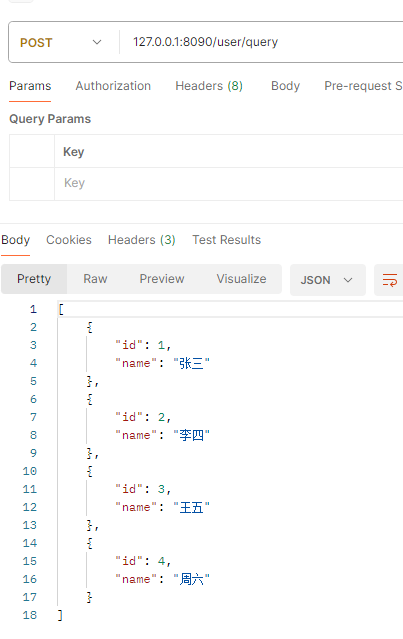 POST 127.0.0.1:8090/user/query
Params Authorization Headers (8) Body Pre-request S
Query Params
Key
Key
Body Cookies Headers (3) Test Results
Pretty Raw Preview Visualize JSON
1 [
2 {
3 "id": 1,
4 "name": "张三"
5 },
6 {
7 "id": 2,
8 "name": "李四"
9 },
10 {
11 "id": 3,
12 "name": "王五"
13 },
14 {
15 "id": 4,
16 "name": "周六"
17 }
18 ]